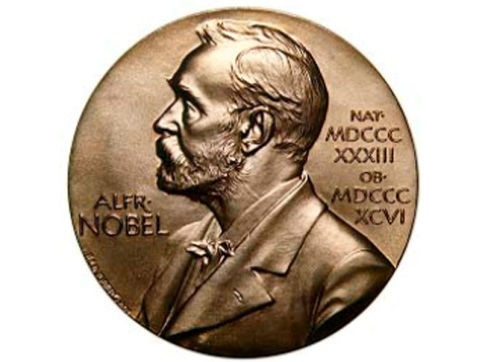 ALFR·
NOBEL
NAT·
MDCCC
XXXIII
OB·
MDCCC
XCVI